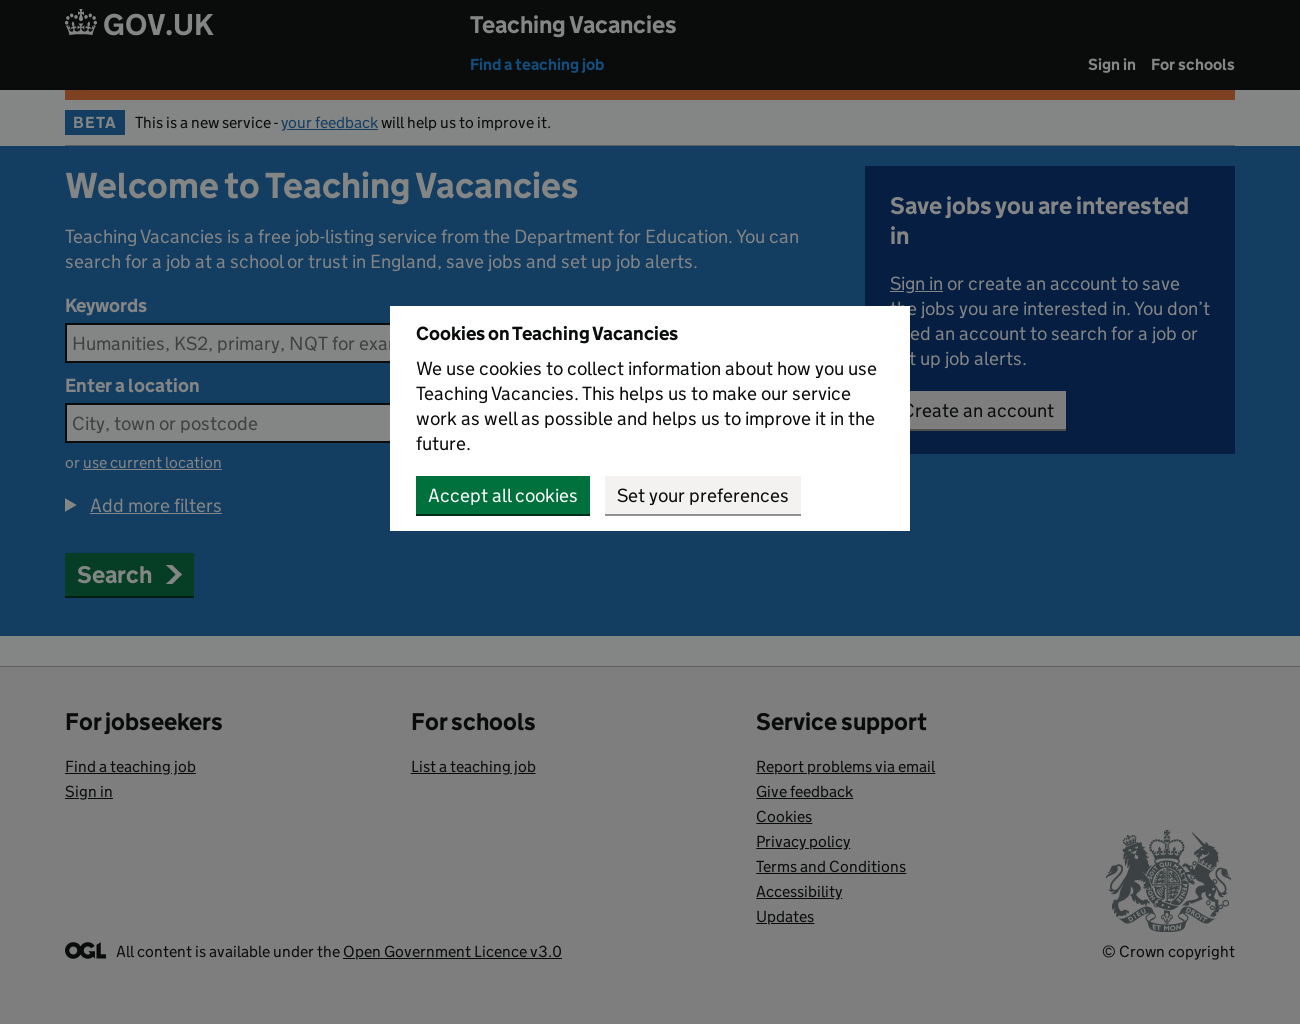 GOV.UK
Teaching Vacancies
Find a teaching job
Sign in
For schools
BETA
This is a new service - your feedback will help us to improve it.
Welcome to Teaching Vacancies
Teaching Vacancies is a free job-listing service from the Department for Education. You can
search for a job at a school or trust in England, save jobs and set up job alerts.
Keywords
Humanities, KS2, primary, NQT for
Enter a location
City, town or postcode
or use current location
Add more filters
Search
Save jobs you are interested
in
Sign in or create an account to save
jobs you are interested in. You don’t
an account to search for a job or
up job alerts.
Create an account
Cookies on Teaching Vacancies
We use cookies to collect information about how you use
Teaching Vacancies. This helps us to make our service
work as well as possible and helps us to improve it in the
future.
Accept all cookies
Set your preferences
For jobseekers
Find a teaching job
Sign in
For schools
List a teaching job
Service support
Report problems via email
Give feedback
Cookies
Privacy policy
Terms and Conditions
Accessibility
Updates
OGL
All content is available under the Open Government Licence v3.0
© Crown copyright